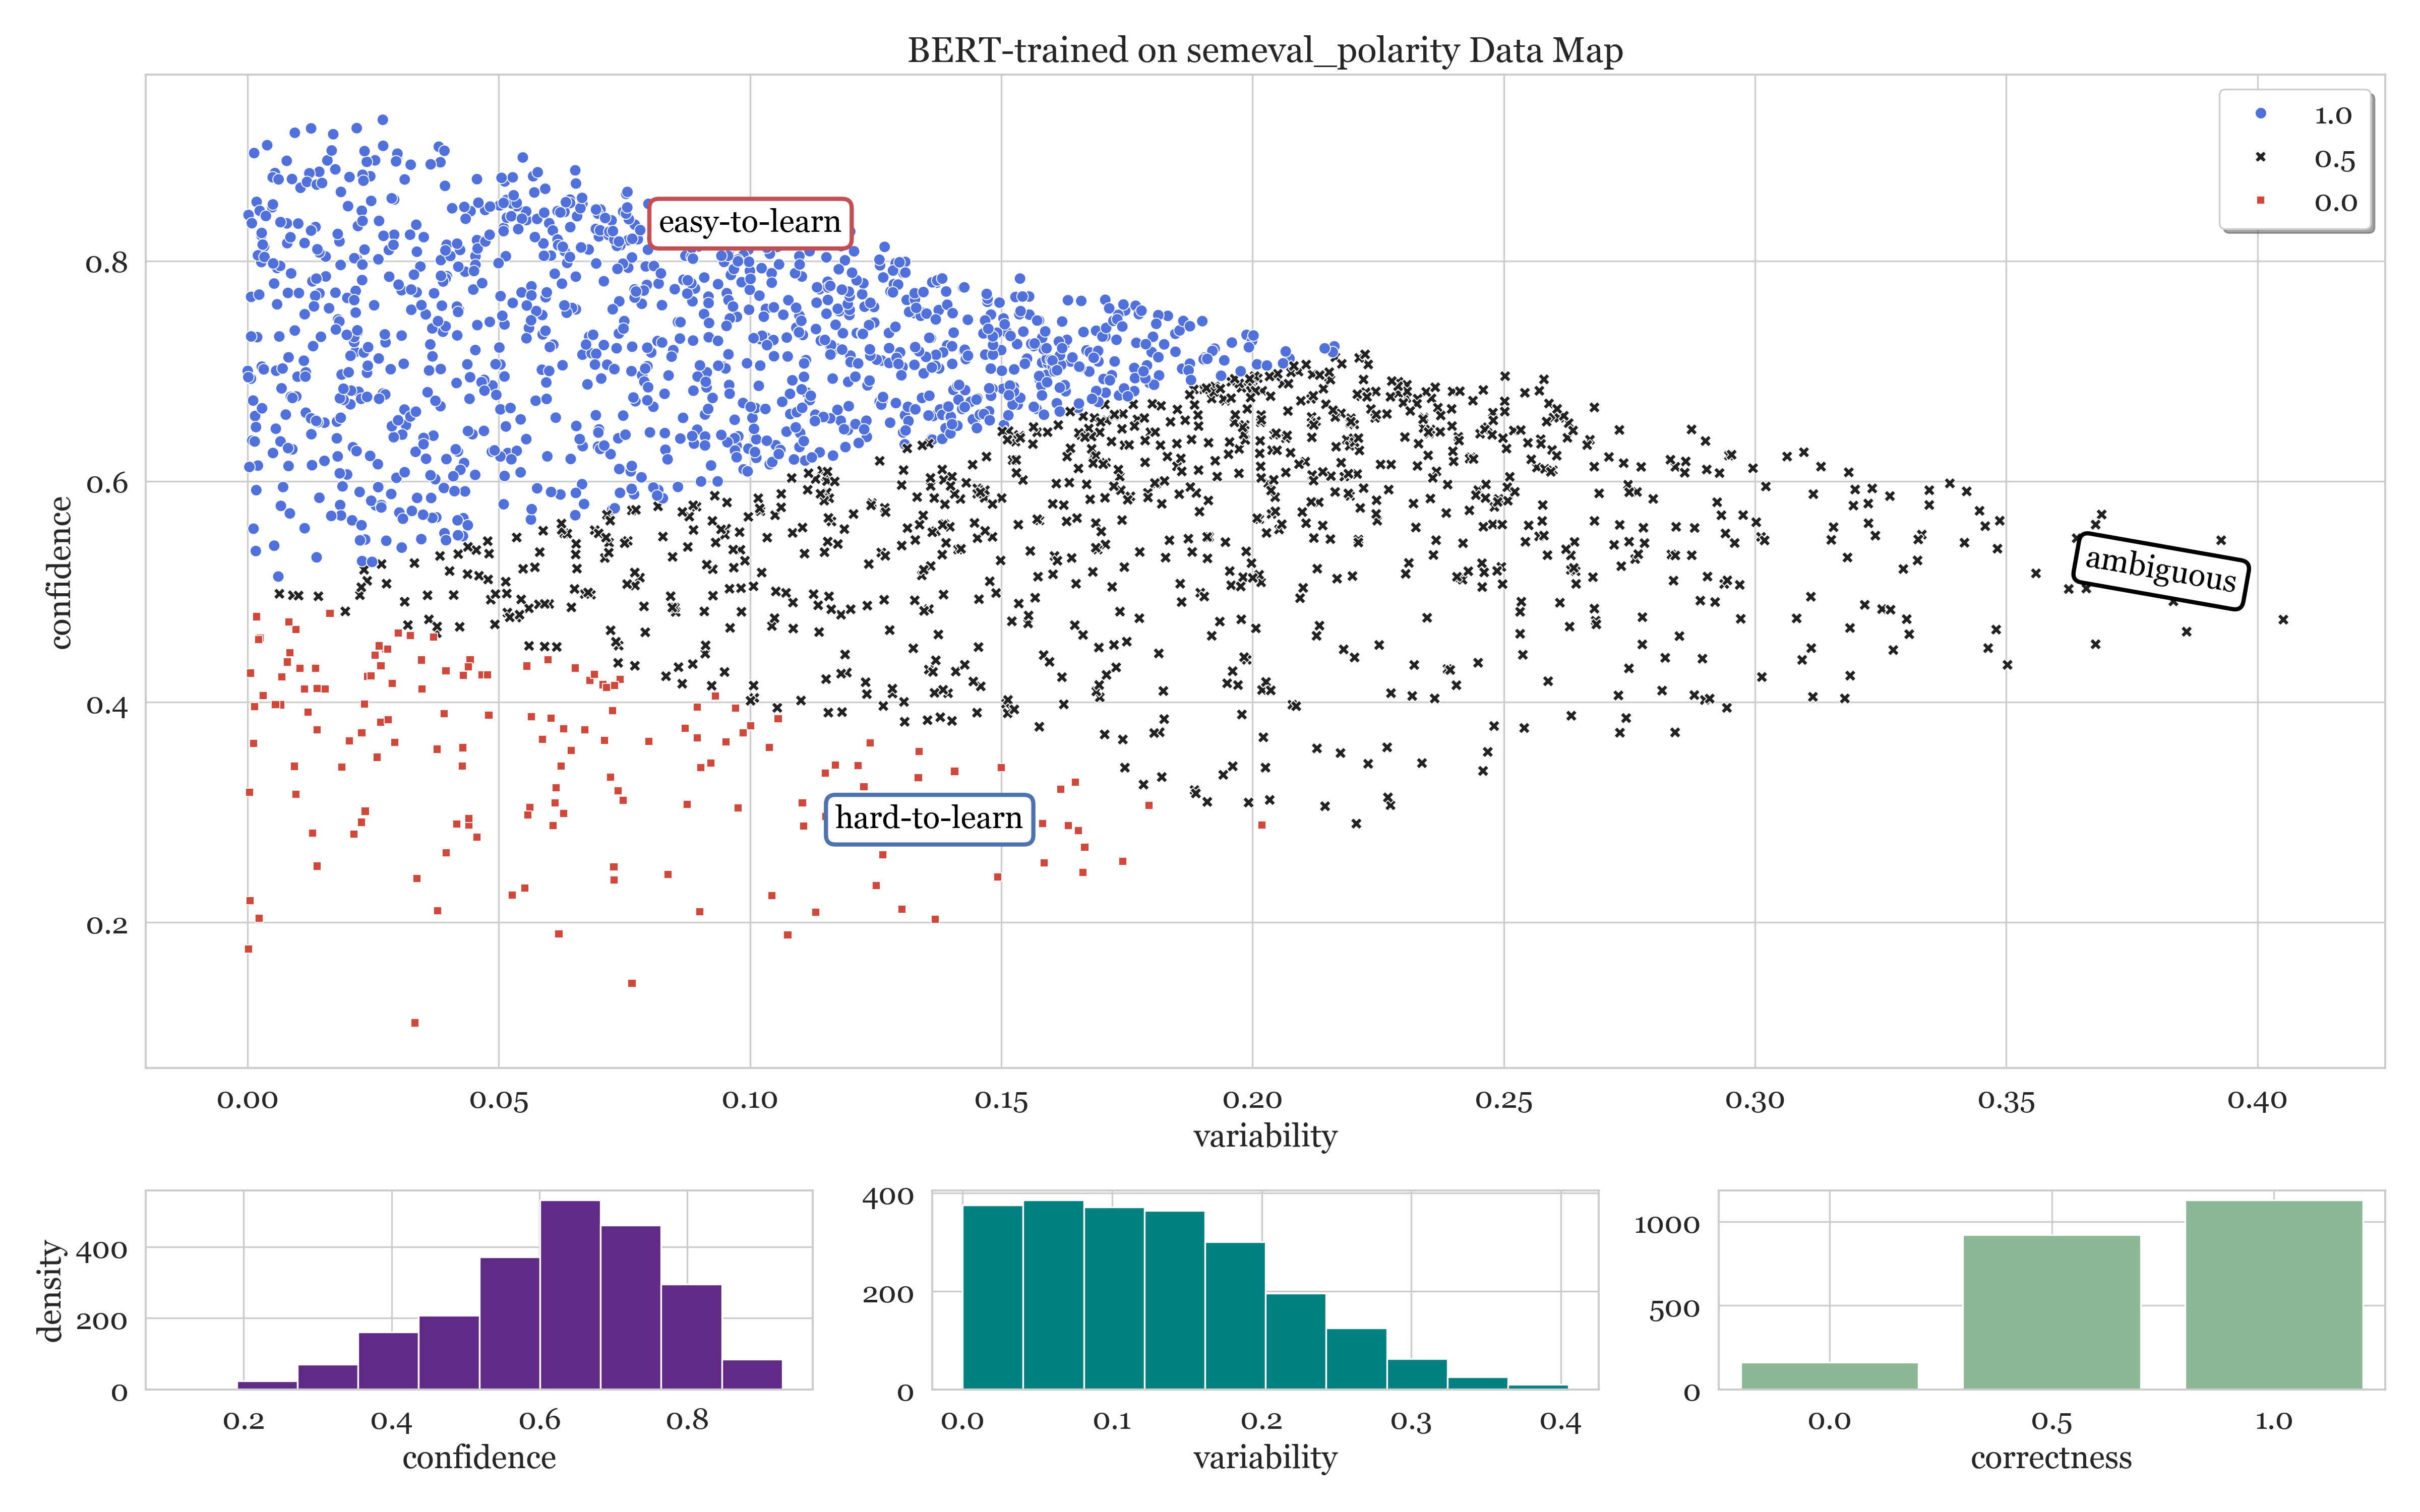 BERT-trained on semeval_polarity Data Map
1.0
0.5
0.0
easy-to-learn
ambiguous
hard-to-learn
confidence
0.8
0.6
0.4
0.2
0.00 0.05 0.10 0.15 0.20 0.25 0.30 0.35 0.40
variability
density
400
200
0
0.2 0.4 0.6 0.8
confidence
400
200
0
0.0 0.1 0.2 0.3 0.4
variability
1000
500
0
0.0 0.5 1.0
correctness